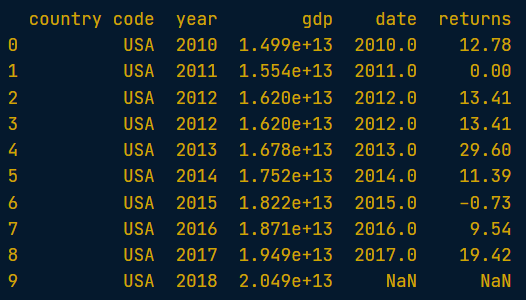 country code year gdp date returns
0 USA 2010 1.499e+13 2010.0 12.78
1 USA 2011 1.554e+13 2011.0 0.00
2 USA 2012 1.620e+13 2012.0 13.41
3 USA 2012 1.620e+13 2012.0 13.41
4 USA 2013 1.678e+13 2013.0 29.60
5 USA 2014 1.752e+13 2014.0 11.39
6 USA 2015 1.822e+13 2015.0 -0.73
7 USA 2016 1.871e+13 2016.0 9.54
8 USA 2017 1.949e+13 2017.0 19.42
9 USA 2018 2.049e+13 NaN NaN